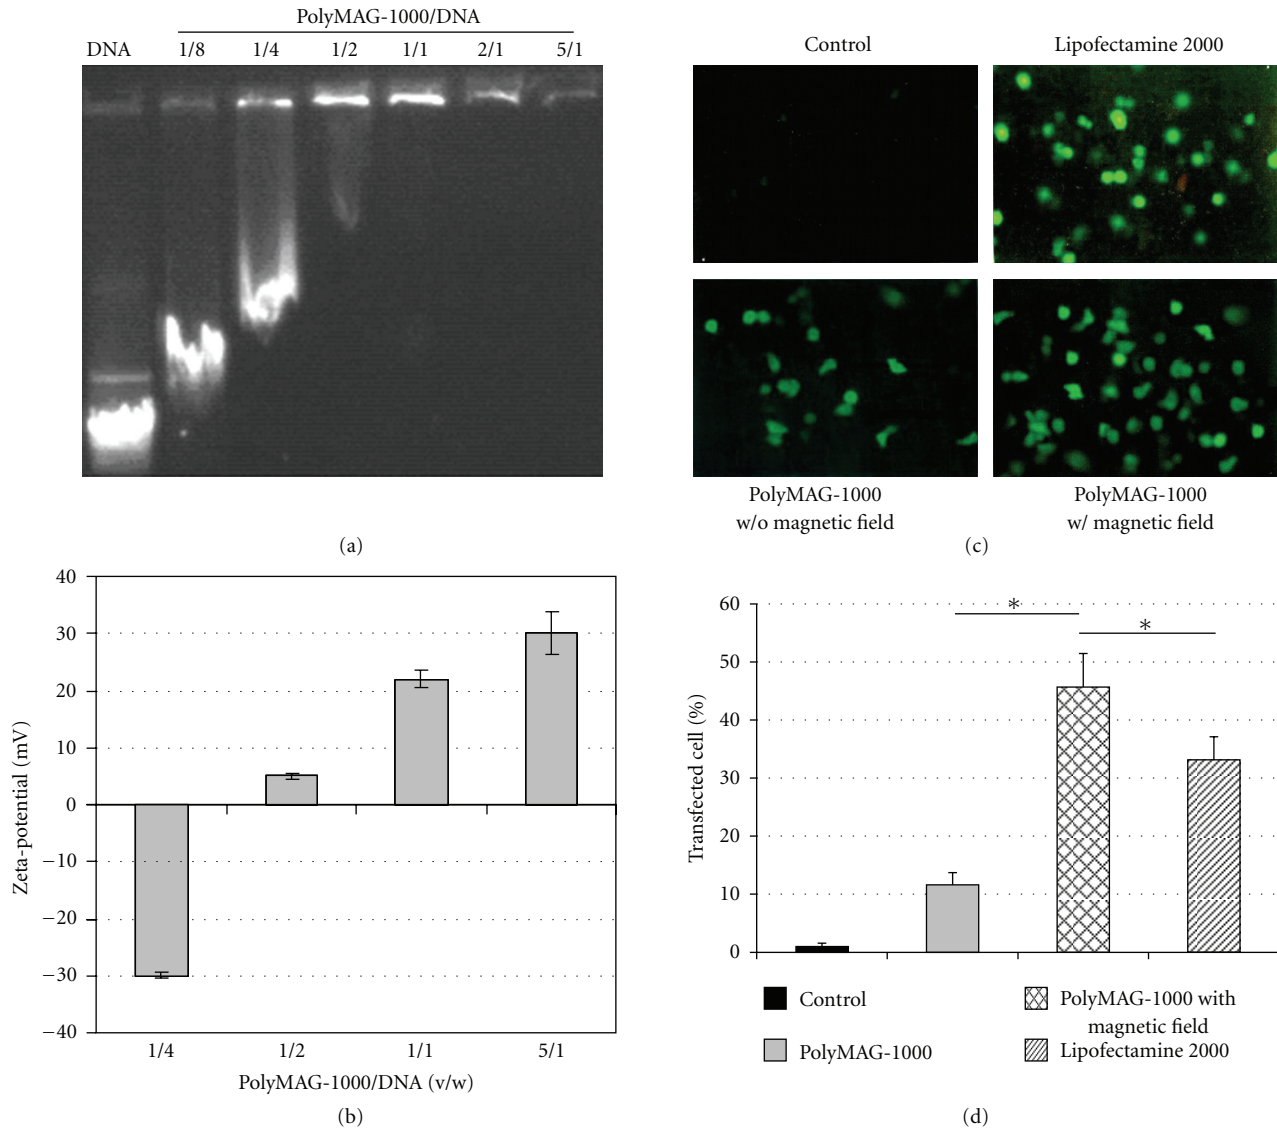 PolyMAG-1000/DNA
DNA 1/8 1/4 1/2 1/1 2/1 5/1
(a)
Control
Lipofectamine 2000
PolyMAG-1000
w/o magnetic field
PolyMAG-1000
w/ magnetic field
(c)
Zeta-potential (mV)
40
30
20
10
0
−10
−20
−30
−40
1/4 1/2 1/1 5/1
PolyMAG-1000/DNA (v/w)
(b)
Transfected cell (%)
60
50
40
30
20
10
0
*
*
Control
PolyMAG-1000
PolyMAG-1000 with
magnetic field
Lipofectamine 2000
(d)